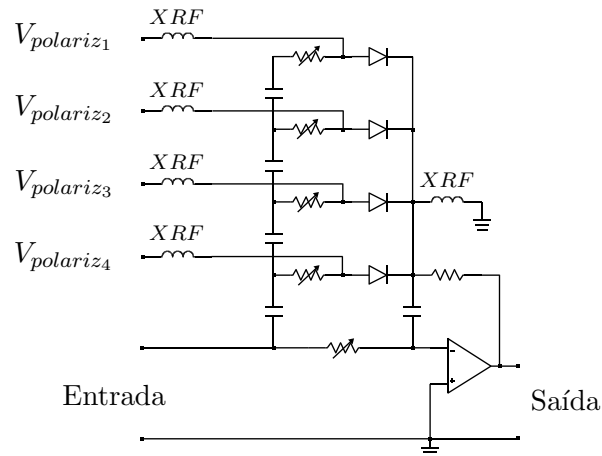 XRF
V_{polariz_1}
XRF
V_{polariz_2}
XRF
V_{polariz_3}
XRF
XRF
V_{polariz_4}
-
+
Entrada
Saída